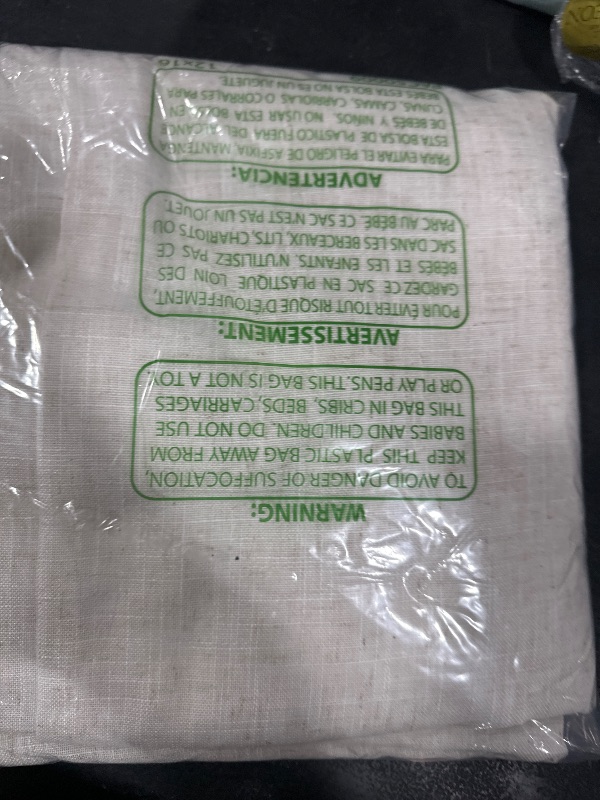 WARNING:
TO AVOID DANGER OF SUFFOCATION,
KEEP THIS PLASTIC BAG AWAY FROM
BABIES AND CHILDREN. DO NOT USE
THIS BAG IN CRIBS, BEDS, CARRIAGES
OR PLAY PENS. THIS BAG IS NOT A TOY.
AVERTISSEMENT:
POUR ÉVITER TOUT RISQUE D'ÉTOUFFEMENT,
GARDEZ CE SAC EN PLASTIQUE LOIN DES
BÉBÉS ET LES ENFANTS. N'UTILISEZ PAS CE
SAC DANS LES BERCEAUX, LITS, CHARIOTS OU
PARC AU BÉBÉ. CE SAC N'EST PAS UN JOUET.
ADVERTENCIA:
PARA EVITAR EL PELIGRO DE ASFIXIA, MANTENGA
ESTA BOLSA DE PLASTICO FUERA DEL ALCANCE
DE BEBES Y NIÑOS. NO USAR ESTA BOLSA EN
CUNAS, CAMAS, CARRIOLAS O CORRALES PARA
BEBES. ESTA BOLSA NO ES UN JUGUETE.
12X16